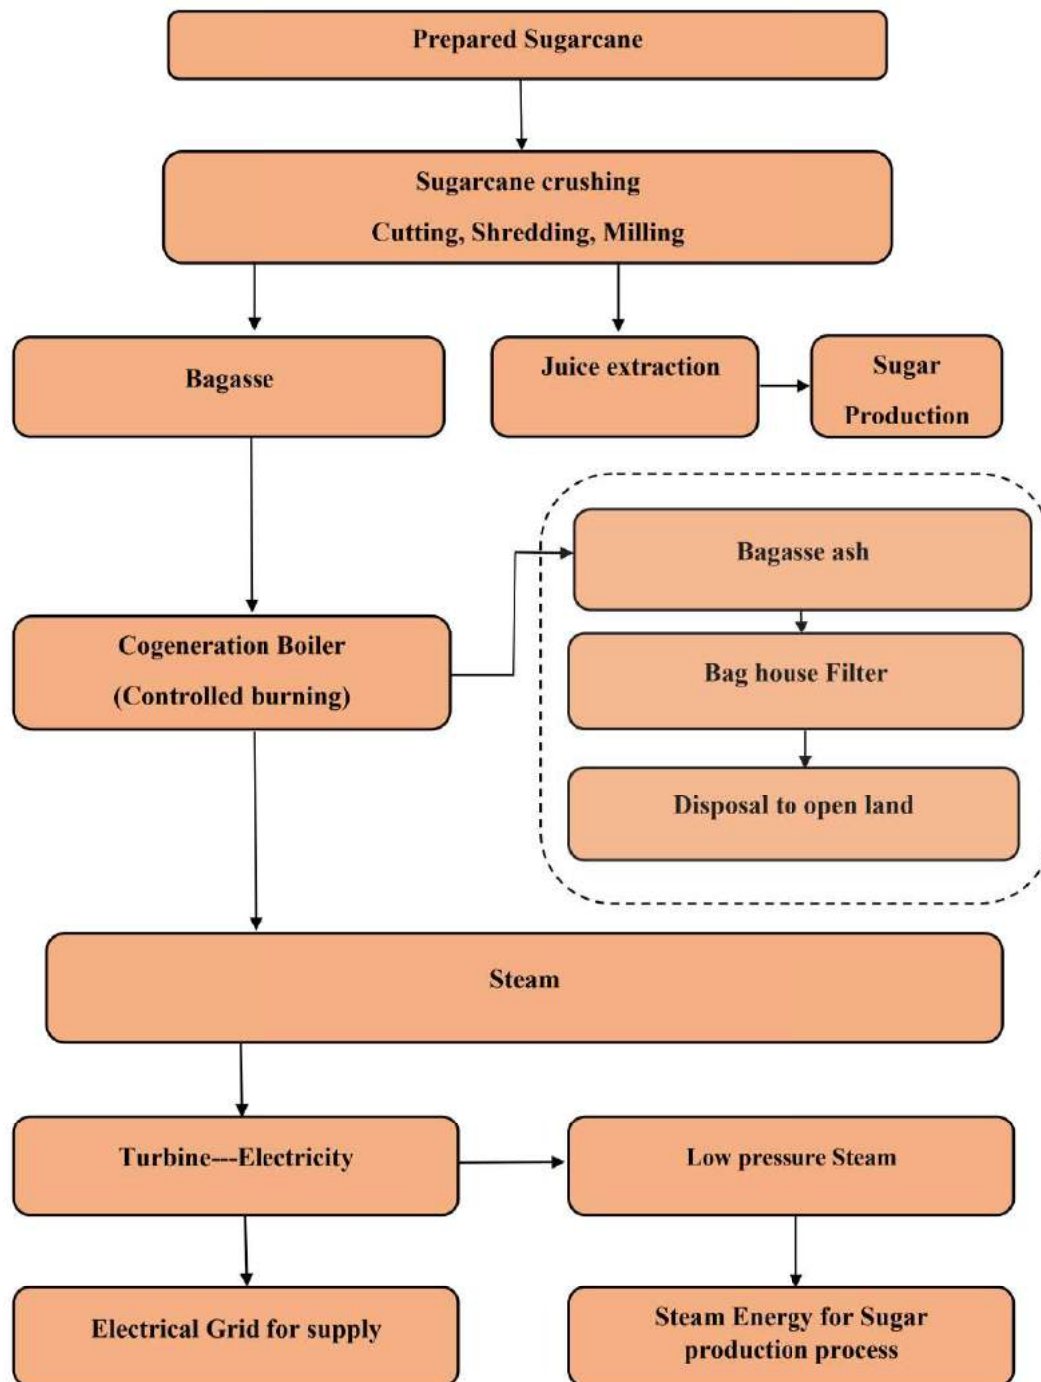 Prepared Sugarcane
Sugarcane crushing
Cutting, Shredding, Milling
Bagasse
Juice extraction
Sugar
Production
Bagasse ash
Cogeneration Boiler
(Controlled burning)
Bag house Filter
Disposal to open land
Steam
Turbine---Electricity
Low pressure Steam
Electrical Grid for supply
Steam Energy for Sugar
production process